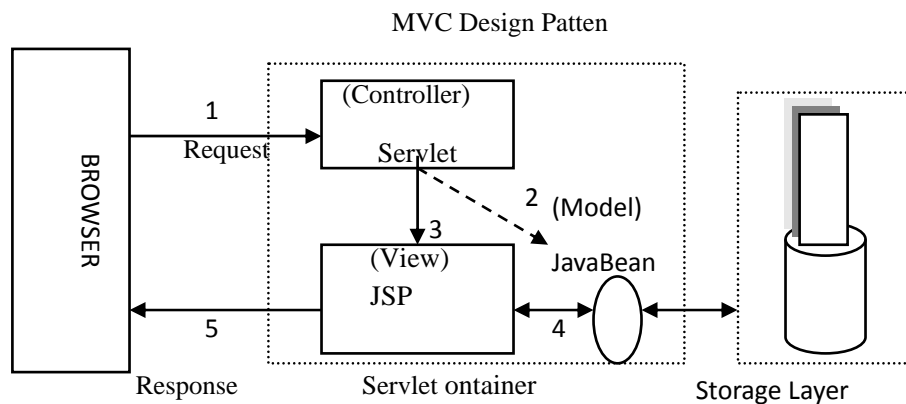 MVC Design Patten
BROWSER
1
Request
(Controller)
Servlet
2
(Model)
3
JavaBean
(View)
JSP
4
5
Response
Servlet ontainer
Storage Layer